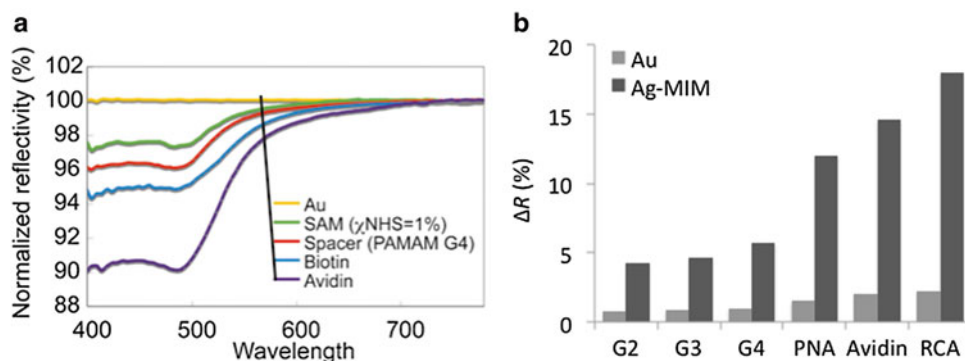 a
Normalized reflectivity (%)
102
100
98
96
94
92
90
88
400
500
600
700
Wavelength
Au
SAM (χNHS=1%)
Spacer (PAMAM G4)
Biotin
Avidin
b
ΔR (%)
20
15
10
5
0
Au
Ag-MIM
G2
G3
G4
PNA
Avidin
RCA